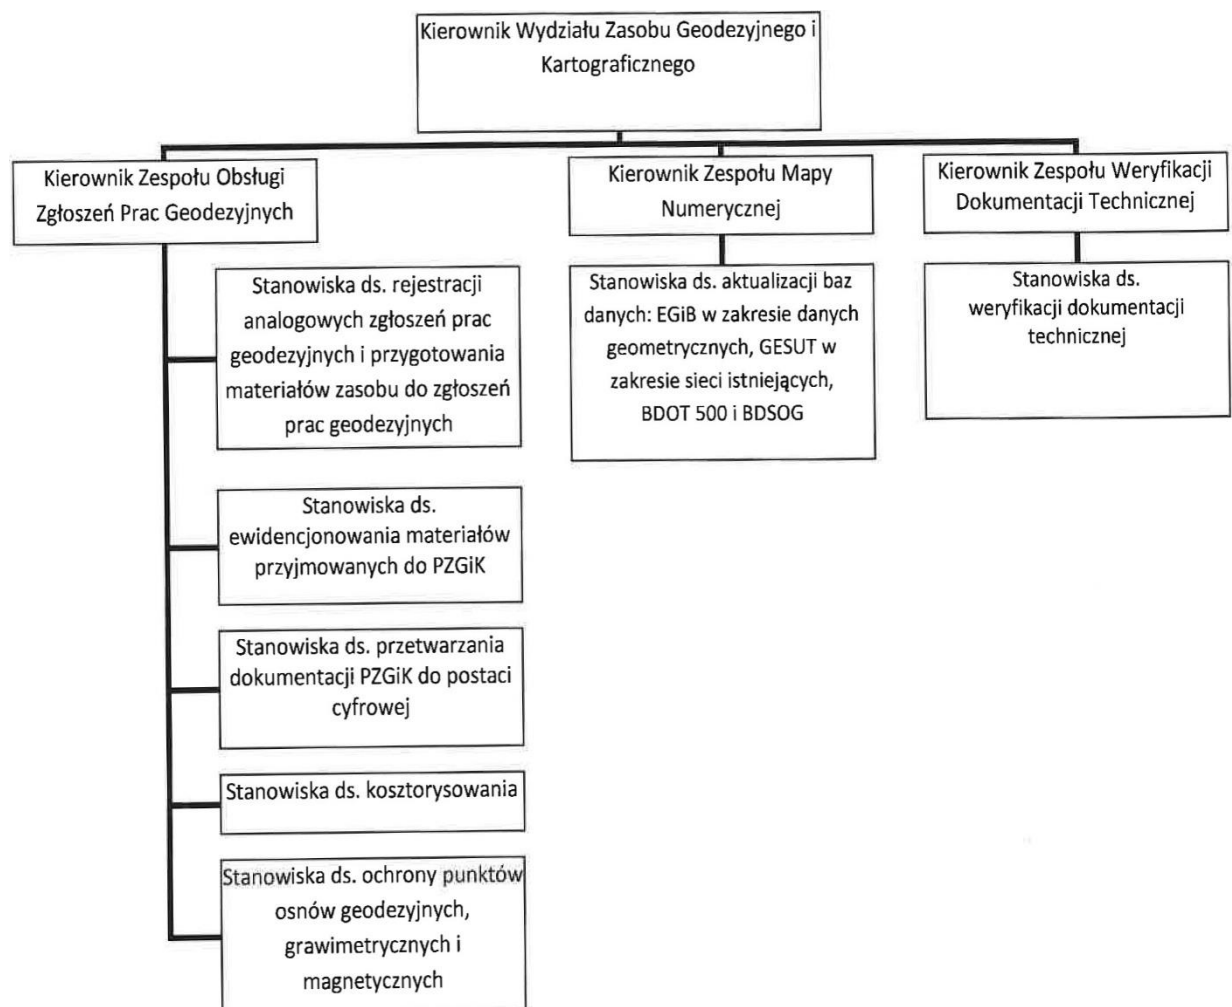 Kierownik Wydziału Zasobu Geodezyjnego i
Kartograficznego
Kierownik Zespołu Obsługi
Zgłoszeń Prac Geodezyjnych
Kierownik Zespołu Mapy
Numerycznej
Kierownik Zespołu Weryfikacji
Dokumentacji Technicznej
Stanowiska ds. rejestracji
analogowych zgłoszeń prac
geodezyjnych i przygotowania
materiałów zasobu do zgłoszeń
prac geodezyjnych
Stanowiska ds. aktualizacji baz
danych: EGiB w zakresie danych
geometrycznych, GESUT w
zakresie sieci istniejących,
BDOT 500 i BDSOG
Stanowiska ds.
weryfikacji dokumentacji
technicznej
Stanowiska ds.
ewidencjonowania materiałów
przyjmowanych do PZGiK
Stanowiska ds. przetwarzania
dokumentacji PZGiK do postaci
cyfrowej
Stanowiska ds. kosztorysowania
Stanowiska ds. ochrony punktów
osnów geodezyjnych,
grawimetrycznych i
magnetycznych